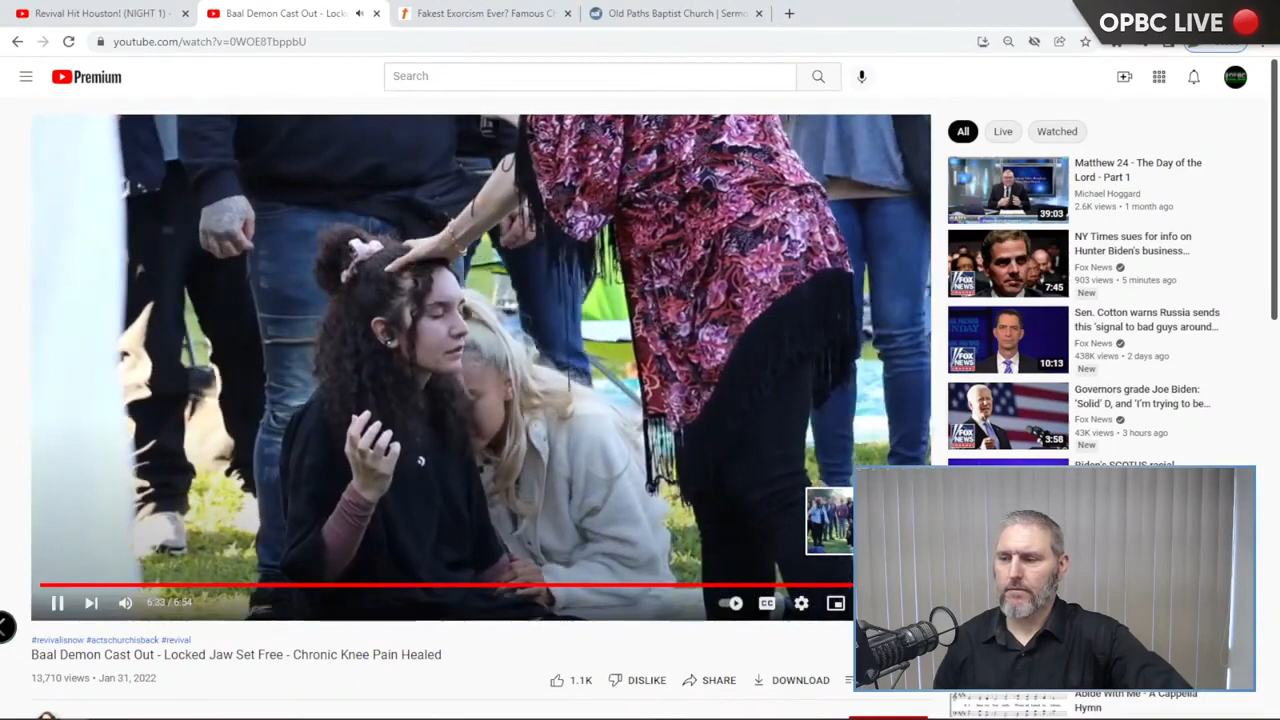 Revival Hit Houston! (NIGHT 1) -
Baal Demon Cast Out - Lock
Fakest Exorcism Ever? Famous C
Old Paths Baptist Church | Sermo
OPBC LIVE
youtube.com/watch?v=0WOE8TbppbU
Premium
Search
All
Live
Watched
Matthew 24 - The Day of the
Lord - Part 1
Michael Hoggard
2.6K views • 1 month ago
39:03
NY Times sues for info on
Hunter Biden's business...
Fox News
903 views • 5 minutes ago
New
7:45
Sen. Cotton warns Russia sends
this 'signal to bad guys around...
Fox News
438K views • 2 days ago
New
10:13
Governors grade Joe Biden:
'Solid' D, and 'I'm trying to be...
Fox News
43K views • 3 hours ago
New
3:58
Biden's SCOTUS racial
6:33 / 6:54
#revivalisnow #actschurchisback #revival
Baal Demon Cast Out - Locked Jaw Set Free - Chronic Knee Pain Healed
13,710 views • Jan 31, 2022
1.1K
DISLIKE
SHARE
DOWNLOAD
Abide With Me - A Cappella
Hymn